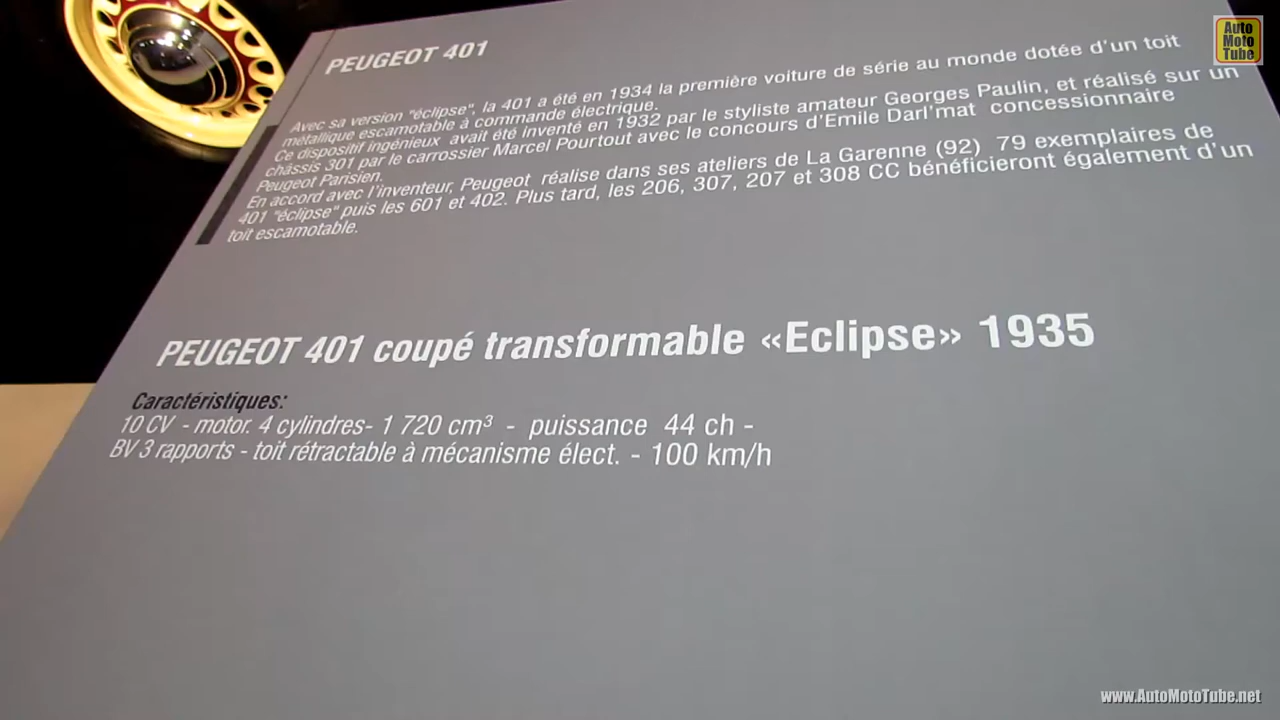 Auto
Moto
Tube
PEUGEOT 401
Avec sa version "éclipse", la 401 a été en 1934 la première voiture de série au monde dotée d'un toit
métallique escamotable à commande électrique.
Ce dispositif ingénieux avait été inventé en 1932 par le styliste amateur Georges Paulin, et réalisé sur un
châssis 301 par le carrossier Marcel Pourtout avec le concours d'Emile Darl'mat concessionnaire
Peugeot Parisien.
En accord avec l'inventeur, Peugeot réalise dans ses ateliers de La Garenne (92) 79 exemplaires de
401 "éclipse" puis les 601 et 402. Plus tard, les 206, 307, 207 et 308 CC bénéficieront également d'un
toit escamotable.
PEUGEOT 401 coupé transformable «Eclipse» 1935
Caractéristiques:
10 CV - motor. 4 cylindres- 1 720 cm³ - puissance 44 ch -
BV 3 rapports - toit rétractable à mécanisme élect. - 100 km/h
www.AutoMotoTube.net